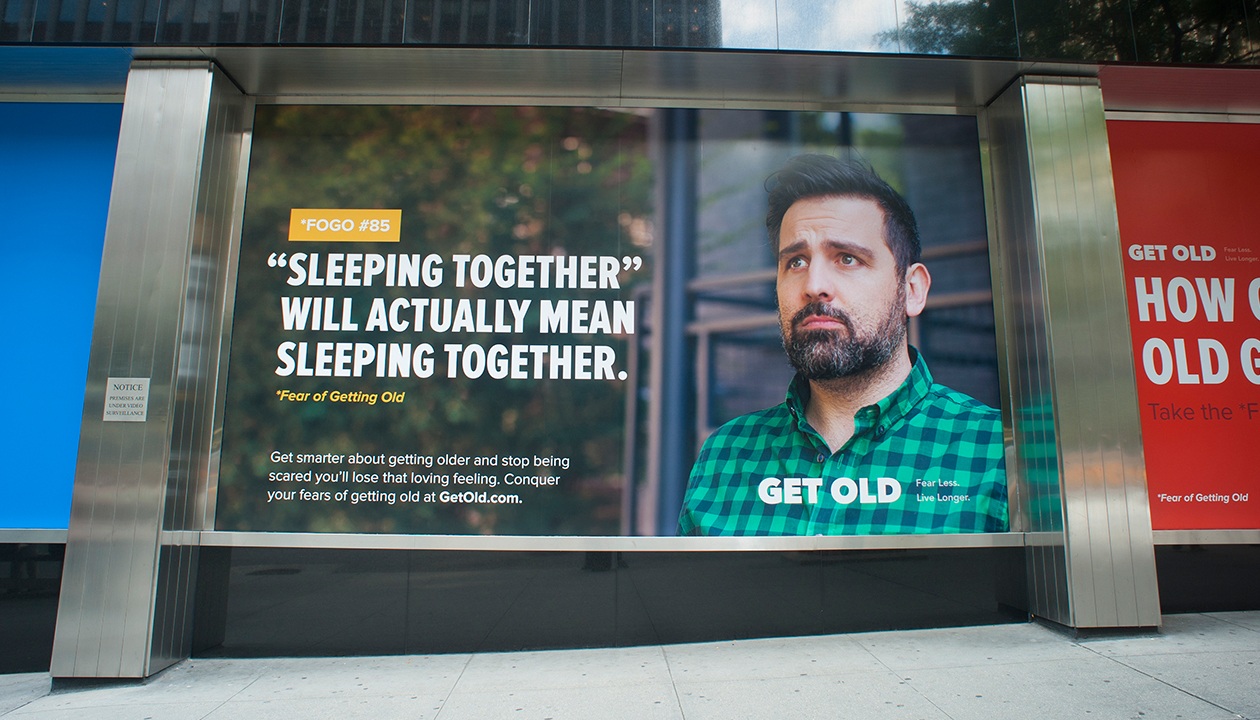 NOTICE
PREMISES ARE
UNDER VIDEO
SURVEILLANCE
*FOGO #85
“SLEEPING TOGETHER”
WILL ACTUALLY MEAN
SLEEPING TOGETHER.
*Fear of Getting Old
Get smarter about getting older and stop being
scared you’ll lose that loving feeling. Conquer
your fears of getting old at GetOld.com.
GET OLD
Fear Less.
Live Longer.
GET OLD
Fear Less.
Live Longer.
HOW
OLD
Take the *F
*Fear of Getting Old